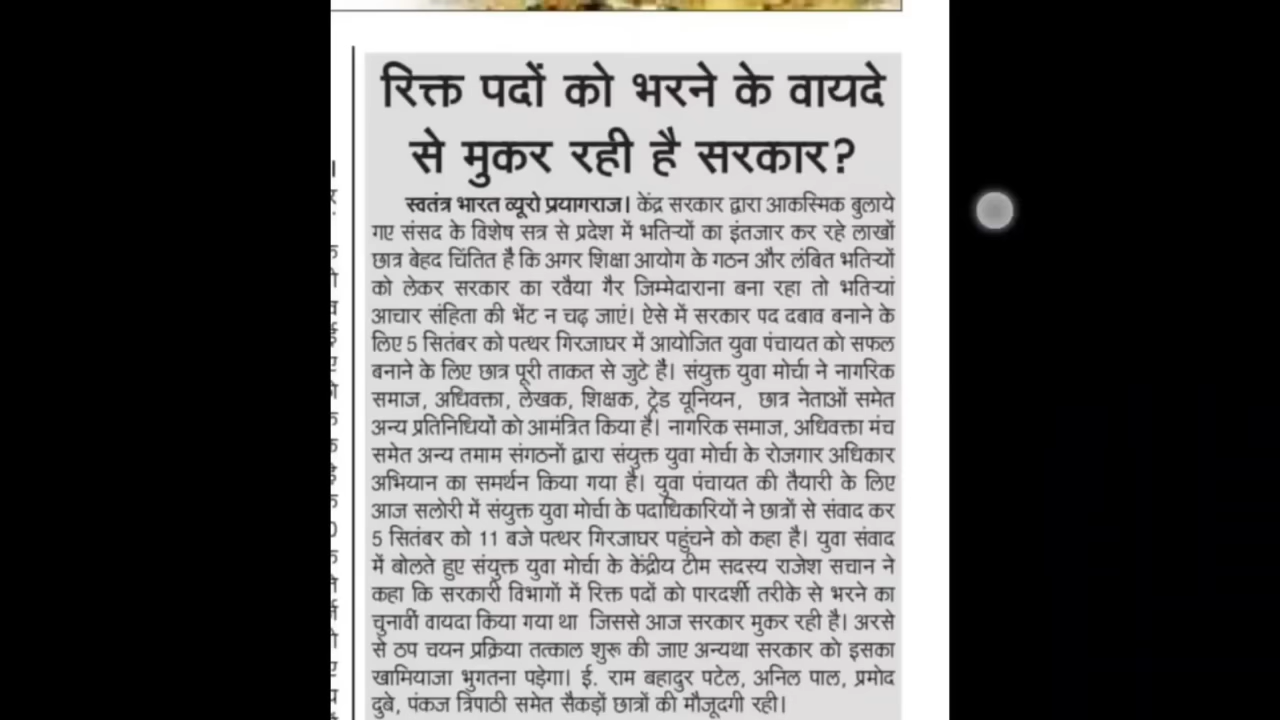 रिक्त पदों को भरने के वायदे
से मुकर रही है सरकार?
स्वतंत्र भारत व्यूरो प्रयागराज। केंद्र सरकार द्वारा आकस्मिक बुलाये
गए संसद के विशेष सत्र से प्रदेश में भर्तियों का इंतजार कर रहे लाखों
छात्र बेहद चिंतित है कि अगर शिक्षा आयोग के गठन और लंबित भर्तियों
को लेकर सरकार का रवैया गैर जिम्मेदाराना बना रहा तो भर्तियां
आचार संहिता की भेंट न चढ़ जाएं। ऐसे में सरकार पद दबाव बनाने के
लिए 5 सितंबर को पत्थर गिरजाघर में आयोजित युवा पंचायत को सफल
बनाने के लिए छात्र पूरी ताकत से जुटे है। संयुक्त युवा मोर्चा ने नागरिक
समाज, अधिवक्ता, लेखक, शिक्षक, ट्रेड यूनियन, छात्र नेताओं समेत
अन्य प्रतिनिधियों को आमंत्रित किया है। नागरिक समाज, अधिवक्ता मंच
समेत अन्य तमाम संगठनों द्वारा संयुक्त युवा मोर्चा के रोजगार अधिकार
अभियान का समर्थन किया गया है। युवा पंचायत की तैयारी के लिए
आज सलोरी में संयुक्त युवा मोर्चा के पदाधिकारियों ने छात्रों से संवाद कर
5 सितंबर को 11 बजे पत्थर गिरजाघर पहुंचने को कहा है। युवा संवाद
में बोलते हुए संयुक्त युवा मोर्चा के केंद्रीय टीम सदस्य राजेश सचान ने
कहा कि सरकारी विभागों में रिक्त पदों को पारदर्शी तरीके से भरने का
चुनावीं वायदा किया गया था जिससे आज सरकार मुकर रही है। अरसे
से ठप चयन प्रक्रिया तत्काल शुरू की जाए अन्यथा सरकार को इसका
खामियाजा भुगतना पड़ेगा। ई. राम बहादुर पटेल, अनिल पाल, प्रमोद
दुबे, पंकज त्रिपाठी समेत सैकड़ों छात्रों की मौजूदगी रही।